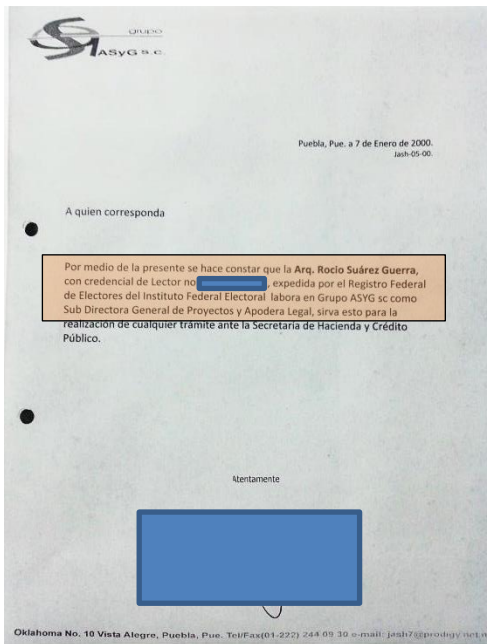 grupo
ASyG s.c.
Puebla, Pue. a 7 de Enero de 2000.
Jash-05-00.
A quien corresponda
Por medio de la presente se hace constar que la Arq. Rocío Suárez Guerra,
con credencial de Lector no , expedida por el Registro Federal
de Electores del Instituto Federal Electoral labora en Grupo ASYG sc como
Sub Directora General de Proyectos y Apodera Legal, sirva esto para la
realización de cualquier trámite ante la Secretaria de Hacienda y Crédito
Público.
Atentamente
Oklahoma No. 10 Vista Alegre, Puebla, Pue. Tel/Fax(01-222) 244 09 30 e-mail: jash7@prodigy.net.m